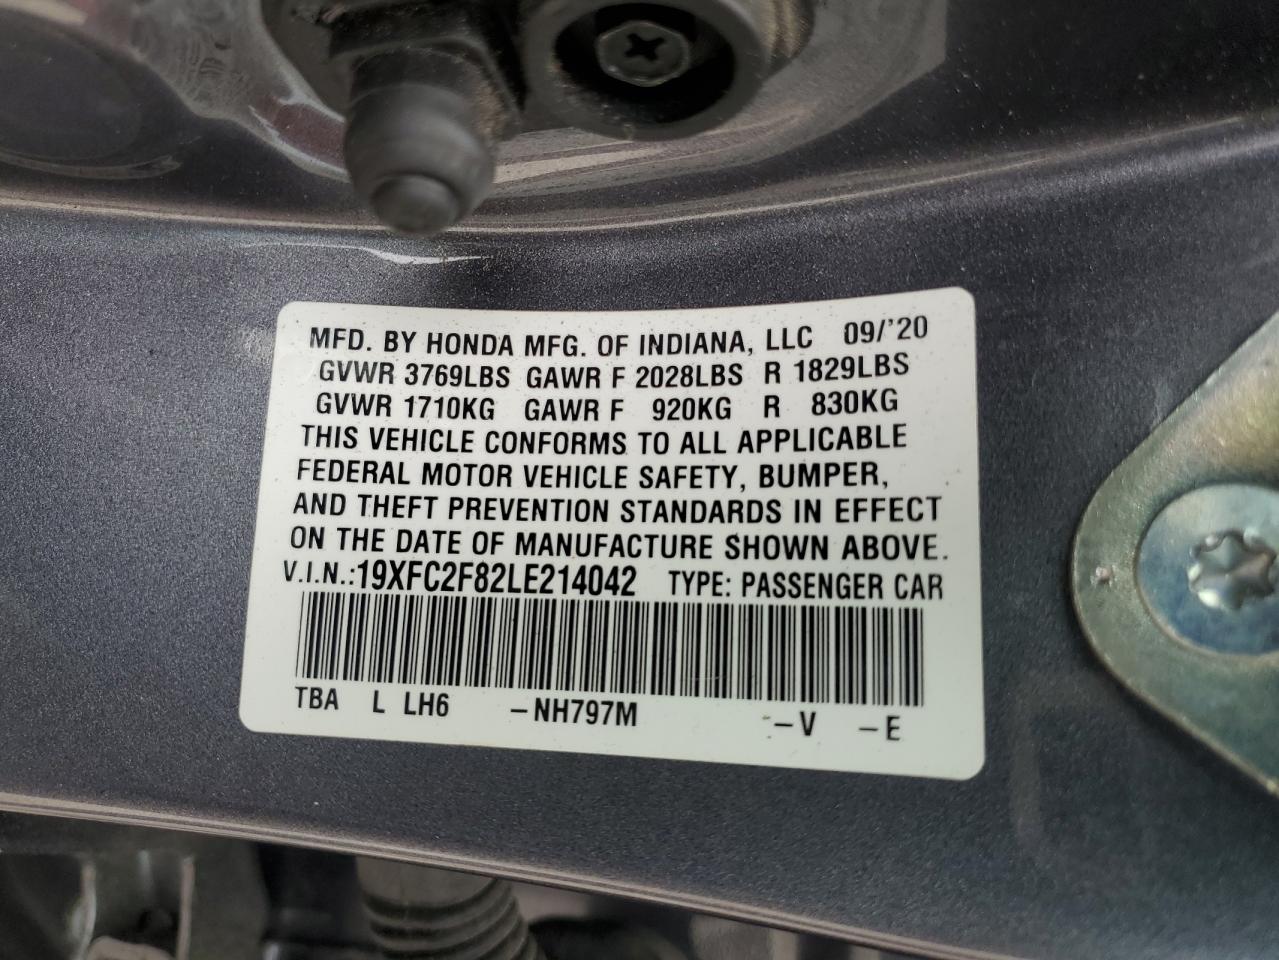 MFD. BY HONDA MFG. OF INDIANA, LLC 09/'20
GVWR 3769LBS GAWR F 2028LBS R 1829LBS
GVWR 1710KG GAWR F 920KG R 830KG
THIS VEHICLE CONFORMS TO ALL APPLICABLE
FEDERAL MOTOR VEHICLE SAFETY, BUMPER,
AND THEFT PREVENTION STANDARDS IN EFFECT
ON THE DATE OF MANUFACTURE SHOWN ABOVE.
V.I.N.:19XFC2F82LE214042 TYPE: PASSENGER CAR
TBA L LH6 –NH797M –V –E